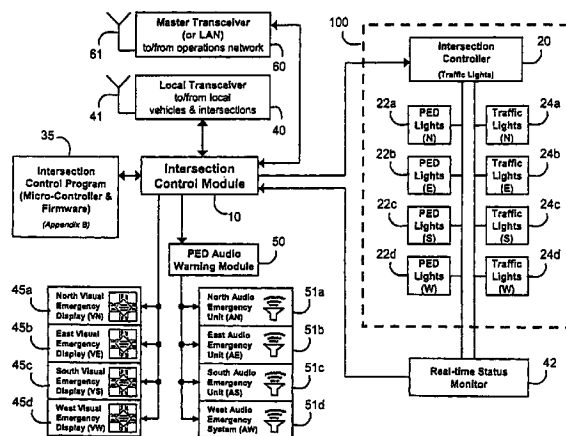 Master Transceiver
(or LAN)
to/from operations network
61
60
Local Transceiver
to/from local
vehicles & intersections
41
40
35
Intersection
Control Program
(Micro-Controller &
Firmware)
(Appendix B)
Intersection
Control Module
10
PED Audio
Warning Module
50
45a
North Visual
Emergency
Display (VN)
45b
East Visual
Emergency
Display (VE)
45c
South Visual
Emergency
Display (VS)
45d
West Visual
Emergency
Display (VW)
North Audio
Emergency
Unit (AN)
51a
East Audio
Emergency
Unit (AE)
51b
South Audio
Emergency
Unit (AS)
51c
West Audio
Emergency
System (AW)
51d
100
Intersection
Controller
(Traffic Lights)
20
22a
PED
Lights
(N)
Traffic
Lights
(N)
24a
22b
PED
Lights
(E)
Traffic
Lights
(E)
24b
22c
PED
Lights
(S)
Traffic
Lights
(S)
24c
22d
PED
Lights
(W)
Traffic
Lights
(W)
24d
Real-time Status
Monitor
42